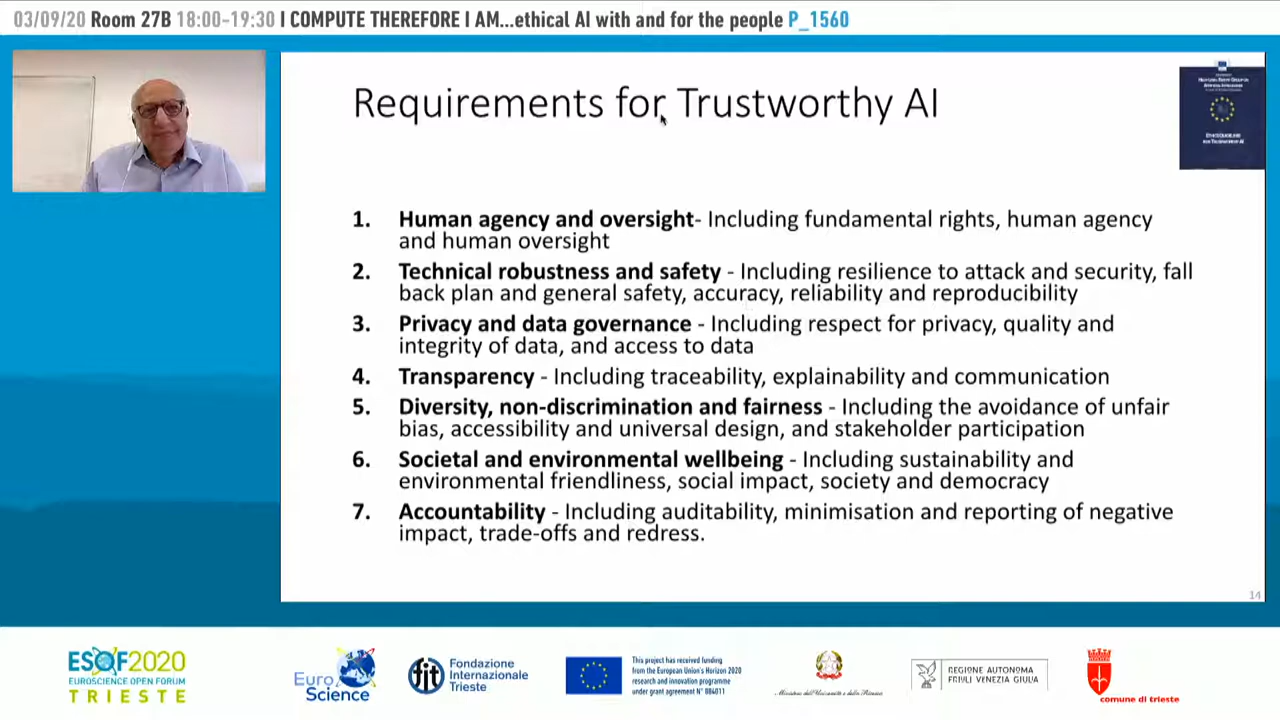 03/09/20 Room 27B 18:00-19:30 I COMPUTE THEREFORE I AM...ethical AI with and for the people P_1560
Requirements for Trustworthy AI
1. Human agency and oversight- Including fundamental rights, human agency
and human oversight
2. Technical robustness and safety - Including resilience to attack and security, fall
back plan and general safety, accuracy, reliability and reproducibility
3. Privacy and data governance - Including respect for privacy, quality and
integrity of data, and access to data
4. Transparency - Including traceability, explainability and communication
5. Diversity, non-discrimination and fairness - Including the avoidance of unfair
bias, accessibility and universal design, and stakeholder participation
6. Societal and environmental wellbeing - Including sustainability and
environmental friendliness, social impact, society and democracy
7. Accountability - Including auditability, minimisation and reporting of negative
impact, trade-offs and redress.
14
ESOF2020
EUROSCIENCE OPEN FORUM
TRIESTE
Euro
Science
fit
Fondazione
Internazionale
Trieste
This project has received funding
from the European Union's Horizon 2020
research and innovation programme
under grant agreement N°
REGIONE AUTONOMA
FRIULI VENEZIA GIULIA
comune di trieste